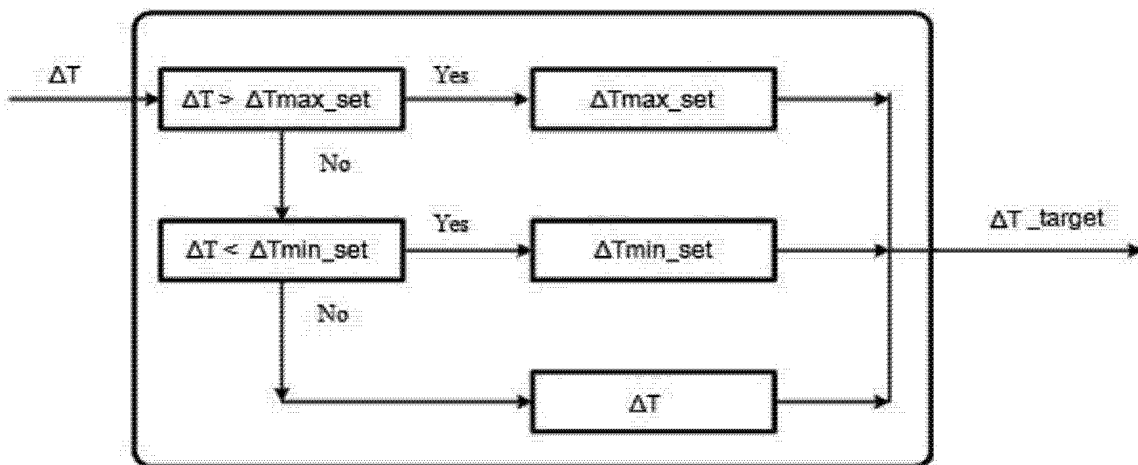 ΔT
ΔT > ΔTmax_set
Yes
ΔTmax_set
No
ΔT < ΔTmin_set
Yes
ΔTmin_set
ΔT_target
No
ΔT